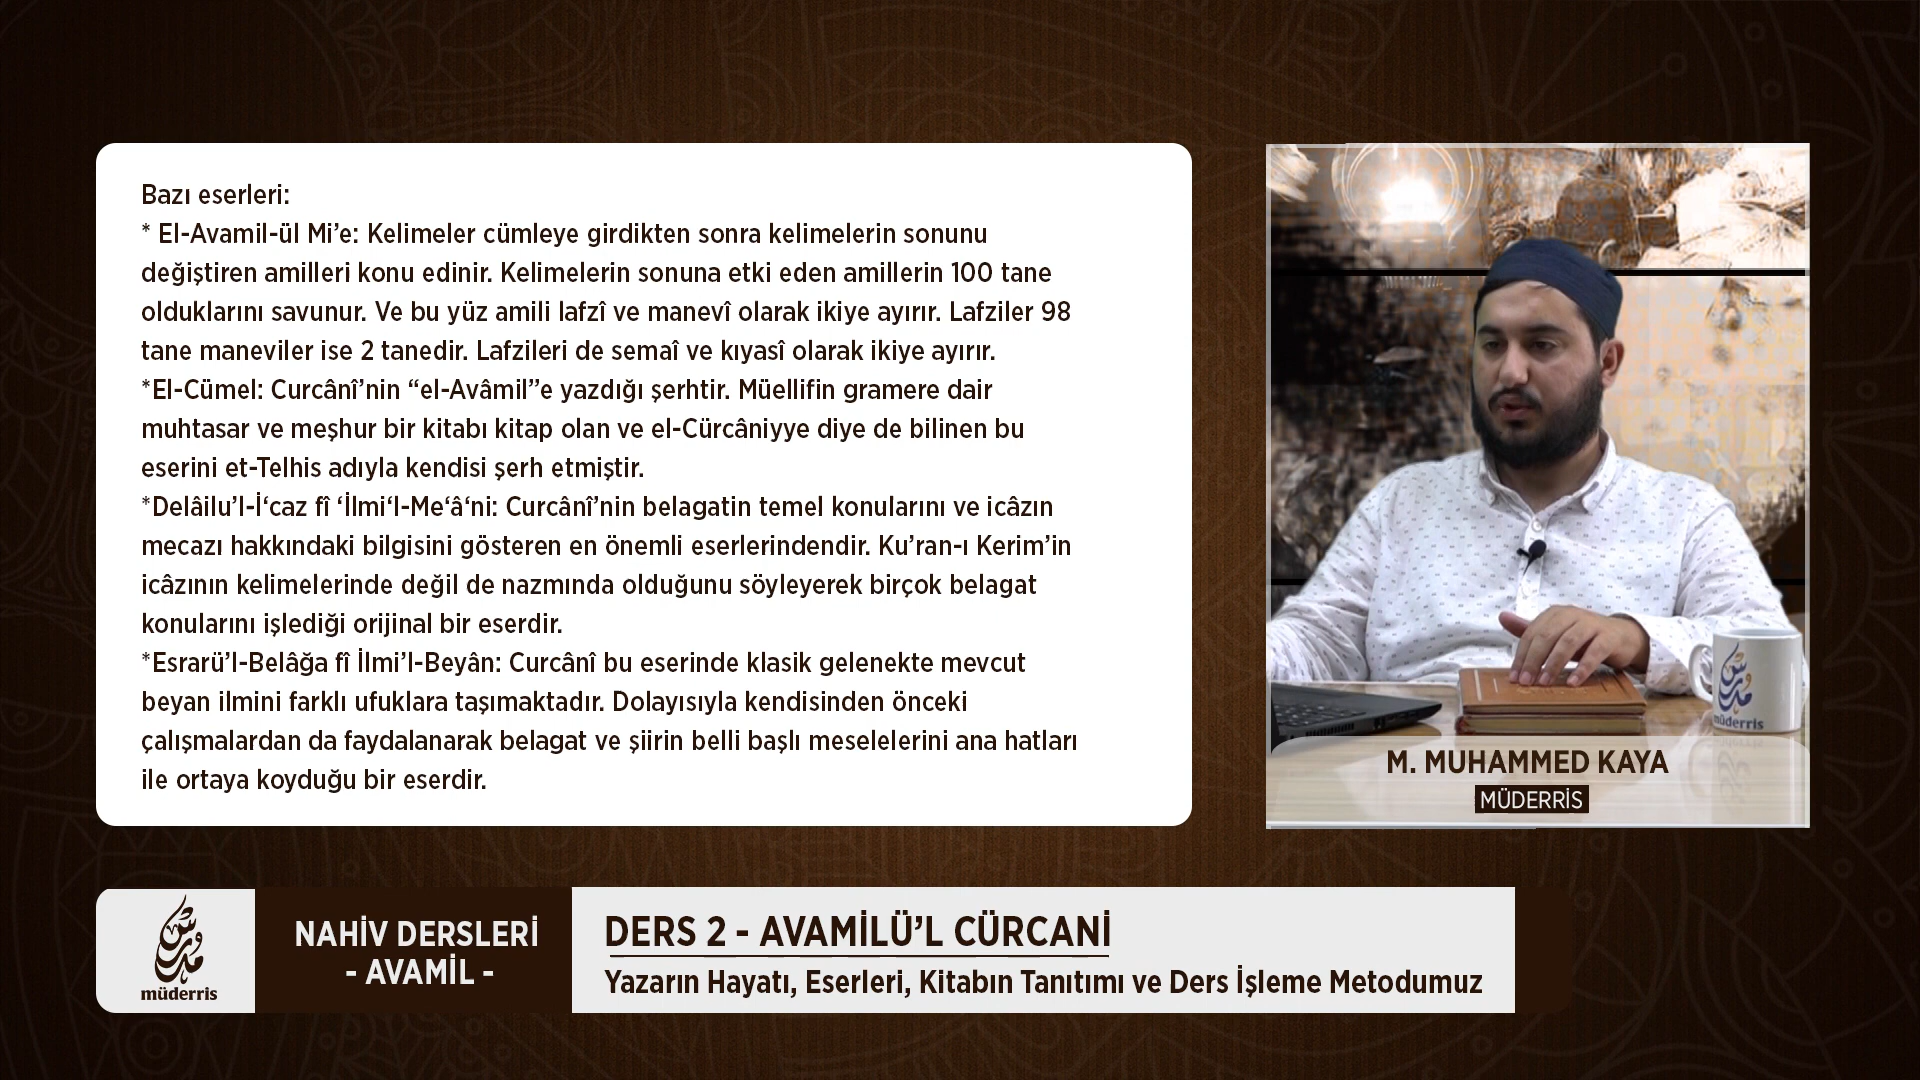 Bazı eserleri:
* El-Avamil-ül Mi’e: Kelimeler cümleye girdikten sonra kelimelerin sonunu
değiştiren amilleri konu edinir. Kelimelerin sonuna etki eden amillerin 100 tane
olduklarını savunur. Ve bu yüz amili lafzî ve manevî olarak ikiye ayırır. Lafziler 98
tane maneviler ise 2 tanedir. Lafzileri de semaî ve kıyasî olarak ikiye ayırır.
*El-Cümel: Curcânî’nin “el-Avâmil”e yazdığı şerhtir. Müellifin gramere dair
muhtasar ve meşhur bir kitabı kitap olan ve el-Cürcâniyye diye de bilinen bu
eserini et-Telhis adıyla kendisi şerh etmiştir.
*Delâilu’l-İ‘caz fî ‘İlmi‘l-Me‘â‘ni: Curcânî’nin belagatin temel konularını ve icâzın
mecazı hakkındaki bilgisini gösteren en önemli eserlerindendir. Ku’ran-ı Kerim’in
icâzının kelimelerinde değil de nazmında olduğunu söyleyerek birçok belagat
konularını işlediği orijinal bir eserdir.
*Esrarü’l-Belâğa fî İlmi’l-Beyân: Curcânî bu eserinde klasik gelenekte mevcut
beyan ilmini farklı ufuklara taşımaktadır. Dolayısıyla kendisinden önceki
çalışmalardan da faydalanarak belagat ve şiirin belli başlı meselelerini ana hatları
ile ortaya koyduğu bir eserdir.
مدرس
müderris
M. MUHAMMED KAYA
MÜDERRİS
مدرس
müderris
NAHİV DERSLERİ
- AVAMİL -
DERS 2 - AVAMİLÜ’L CÜRCANİ
Yazarın Hayatı, Eserleri, Kitabın Tanıtımı ve Ders İşleme Metodumuz